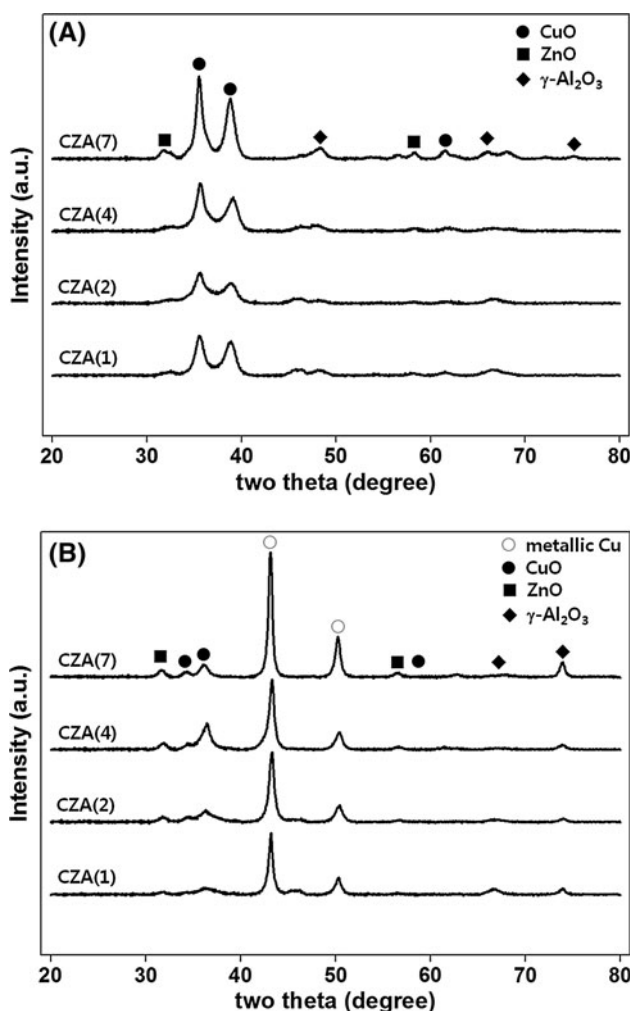 (A)
● CuO
■ ZnO
◆ γ-Al₂O₃
CZA(7)
CZA(4)
CZA(2)
CZA(1)
Intensity (a.u.)
20 30 40 50 60 70 80
two theta (degree)
(B)
○ metallic Cu
● CuO
■ ZnO
◆ γ-Al₂O₃
CZA(7)
CZA(4)
CZA(2)
CZA(1)
Intensity (a.u.)
20 30 40 50 60 70 80
two theta (degree)